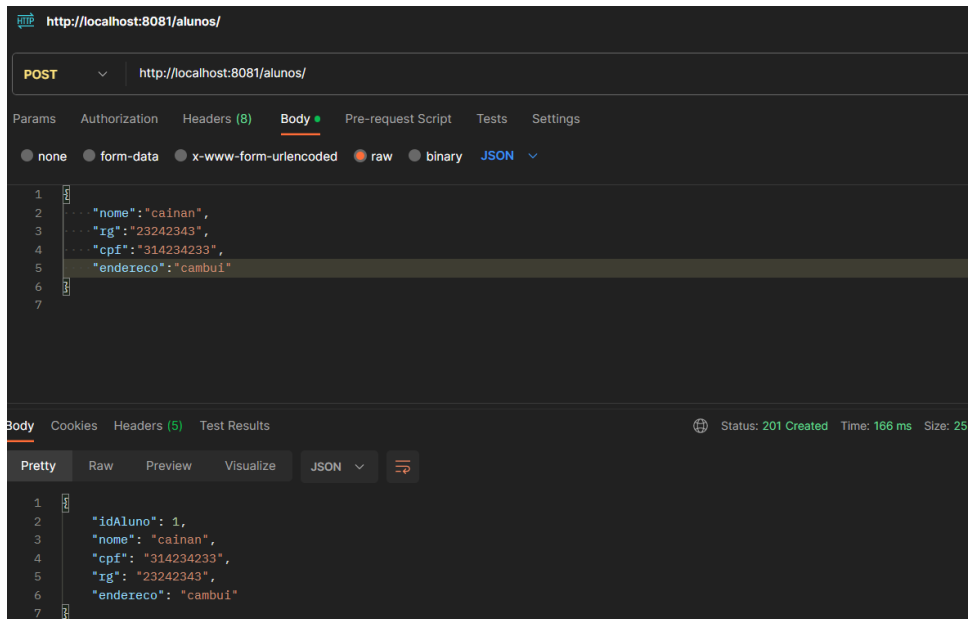 HTTP http://localhost:8081/alunos/
POST http://localhost:8081/alunos/
Params Authorization Headers (8) Body Pre-request Script Tests Settings
none form-data x-www-form-urlencoded raw binary JSON
1 {
2 "nome":"cainan",
3 "rg":"23242343",
4 "cpf":"314234233",
5 "endereco":"cambui"
6 }
7
Body Cookies Headers (5) Test Results Status: 201 Created Time: 166 ms Size: 25
Pretty Raw Preview Visualize JSON
1 {
2 "idAluno": 1,
3 "nome": "cainan",
4 "cpf": "314234233",
5 "rg": "23242343",
6 "endereco": "cambui"
7 }